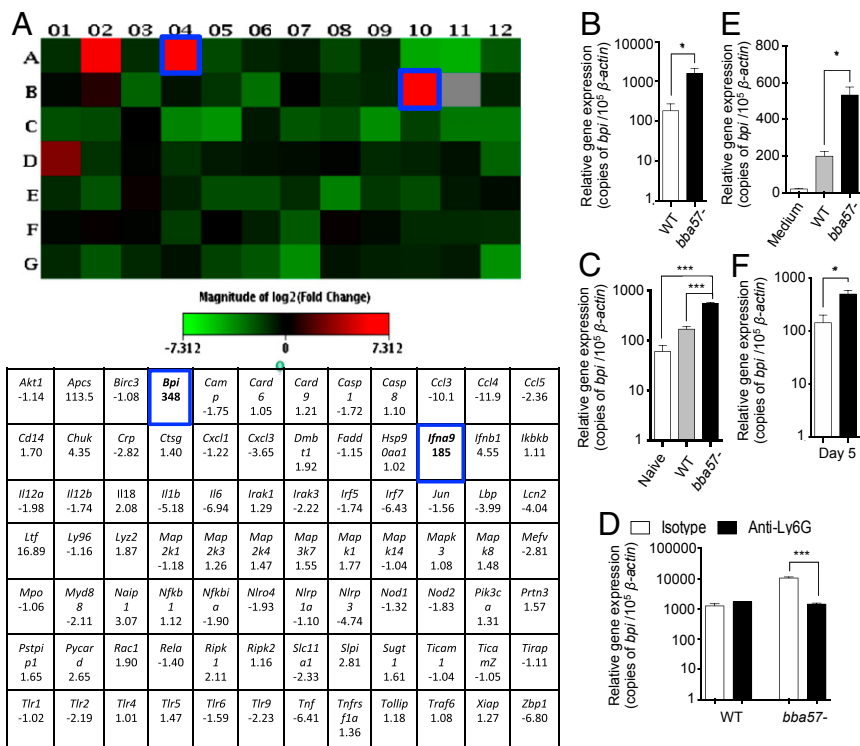 A
01 02 03 04 05 06 07 08 09 10 11 12
A
B
C
D
E
F
G
Magnitude of log2(Fold Change)
-7.312 0 7.312
Akt1 Apcs Birc3 Bpi Cam Card Card Casp Casp Ccl3 Ccl4 Ccl5
-1.14 113.5 -1.08 348 p 6 9 1 8 -10.1 -11.9 -2.36
-1.75 1.05 1.21 -1.72 1.10
Cd14 Chuk Crp Ctsg Cxcl1 Cxcl3 Dmb Fadd Hsp9 Ifna9 Ifnb1 Ikbkb
1.70 4.35 -2.82 1.40 -1.22 -3.65 t1 -1.15 0aa1 185 4.55 1.11
1.92 1.02
Il12a Il12b Il18 Il1b Il6 Irak1 Irak3 Irf5 Irf7 Jun Lbp Lcn2
-1.98 -1.74 2.08 -5.18 -6.94 1.29 -2.22 -1.74 -6.43 -1.56 -3.99 -4.04
Ltf Ly96 Lyz2 Map Map Map Map Map Map Mapk Map Mefv
16.89 -1.16 1.87 2k1 2k3 2k4 3k7 k1 k14 3 k8 -2.81
-1.18 1.26 1.47 1.55 1.77 -1.04 1.08 1.48
Mpo Myd8 Naip Nfkb Nfkbi Nlro4 Nlrp Nlrp Nod1 Nod2 Pik3c Prtn3
-1.06 8 1 1 a -1.93 1a 3 -1.32 -1.83 a 1.57
-2.11 3.07 1.12 -1.90 -1.10 -4.74 1.31
Pstpi Pycar Rac1 Rela Ripk Ripk2 Slc11 Slpi Sugt Ticam Tica Tirap
p1 d 1.90 -1.40 1 1.16 a1 2.81 1 1 mZ -1.11
1.65 2.65 2.11 -2.33 1.61 -1.04 -1.05
Tlr1 Tlr2 Tlr4 Tlr5 Tlr6 Tlr9 Tnf Tnfrs Tollip Traf6 Xiap Zbp1
-1.02 -2.19 1.01 1.47 -1.59 -2.23 -6.41 f1a 1.18 1.08 1.27 -6.80
1.36
B
Relative gene expression
(copies of bpi /10⁵ β-actin)
10000
1000
100
10
1
*
WT bba57-
E
Relative gene expression
(copies of bpi /10⁵ β-actin)
800
600
400
200
0
*
Medium WT bba57-
C
Relative gene expression
(copies of bpi /10⁵ β-actin)
1000
100
10
1
***
***
Naive WT bba57-
F
Relative gene expression
(copies of bpi /10⁵ β-actin)
1000
100
10
1
*
Day 5
D
Isotype Anti-Ly6G
Relative gene expression
(copies of bpi /10⁵ β-actin)
100000
10000
1000
100
10
1
***
WT bba57-